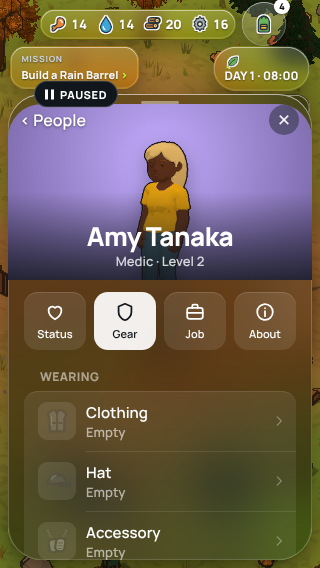 14 14 20 16 4
MISSION
Build a Rain Barrel ›
DAY 1 · 08:00
PAUSED
‹ People
Amy Tanaka
Medic · Level 2
Status Gear Job About
WEARING
Clothing
Empty
Hat
Empty
Accessory
Empty